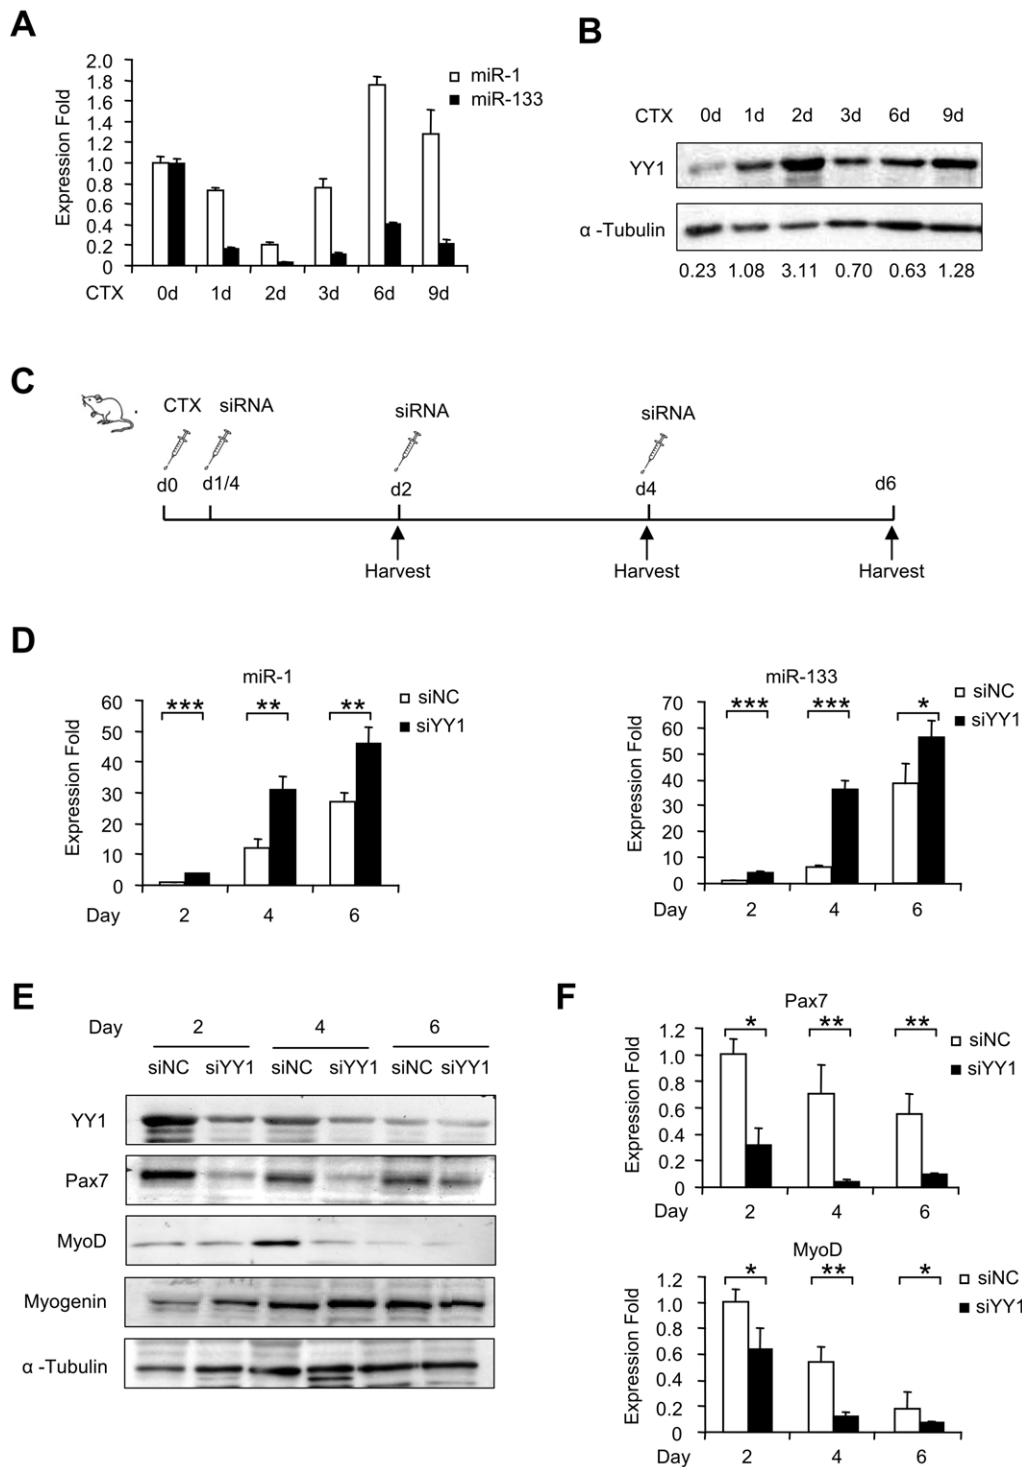 A
Expression Fold
2.0
1.8
1.6
1.4
1.2
1.0
0.8
0.6
0.4
0.2
0
miR-1
miR-133
CTX 0d 1d 2d 3d 6d 9d
B
CTX 0d 1d 2d 3d 6d 9d
YY1
α -Tubulin
0.23 1.08 3.11 0.70 0.63 1.28
C
CTX siRNA siRNA siRNA
d0 d1/4 d2 d4 d6
Harvest Harvest Harvest
D
miR-1
Expression Fold
60
50
40
30
20
10
0
*** ** **
siNC
siYY1
Day 2 4 6
miR-133
Expression Fold
70
60
50
40
30
20
10
0
*** *** *
siNC
siYY1
Day 2 4 6
E
Day 2 4 6
siNC siYY1 siNC siYY1 siNC siYY1
YY1
Pax7
MyoD
Myogenin
α -Tubulin
F
Pax7
Expression Fold
1.2
1.0
0.8
0.6
0.4
0.2
0
* ** **
siNC
siYY1
Day 2 4 6
MyoD
Expression Fold
1.2
1.0
0.8
0.6
0.4
0.2
0
* ** *
siNC
siYY1
Day 2 4 6